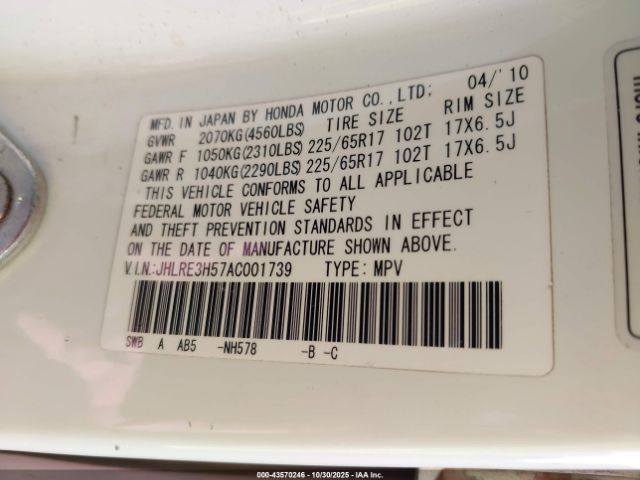 MFD. IN JAPAN BY HONDA MOTOR CO.,LTD; 04/'10
GVWR 2070KG(4560LBS) TIRE SIZE RIM SIZE
GAWR F 1050KG(2310LBS) 225/65R17 102T 17X6.5J
GAWR R 1040KG(2290LBS) 225/65R17 102T 17X6.5J
THIS VEHICLE CONFORMS TO ALL APPLICABLE
FEDERAL MOTOR VEHICLE SAFETY
AND THEFT PREVENTION STANDARDS IN EFFECT
ON THE DATE OF MANUFACTURE SHOWN ABOVE.
V.I.N.:JHLRE3H57AC001739 TYPE: MPV
SWB A AB5 -NH578 -B -C
000-43570246 - 10/30/2025 - IAA Inc.